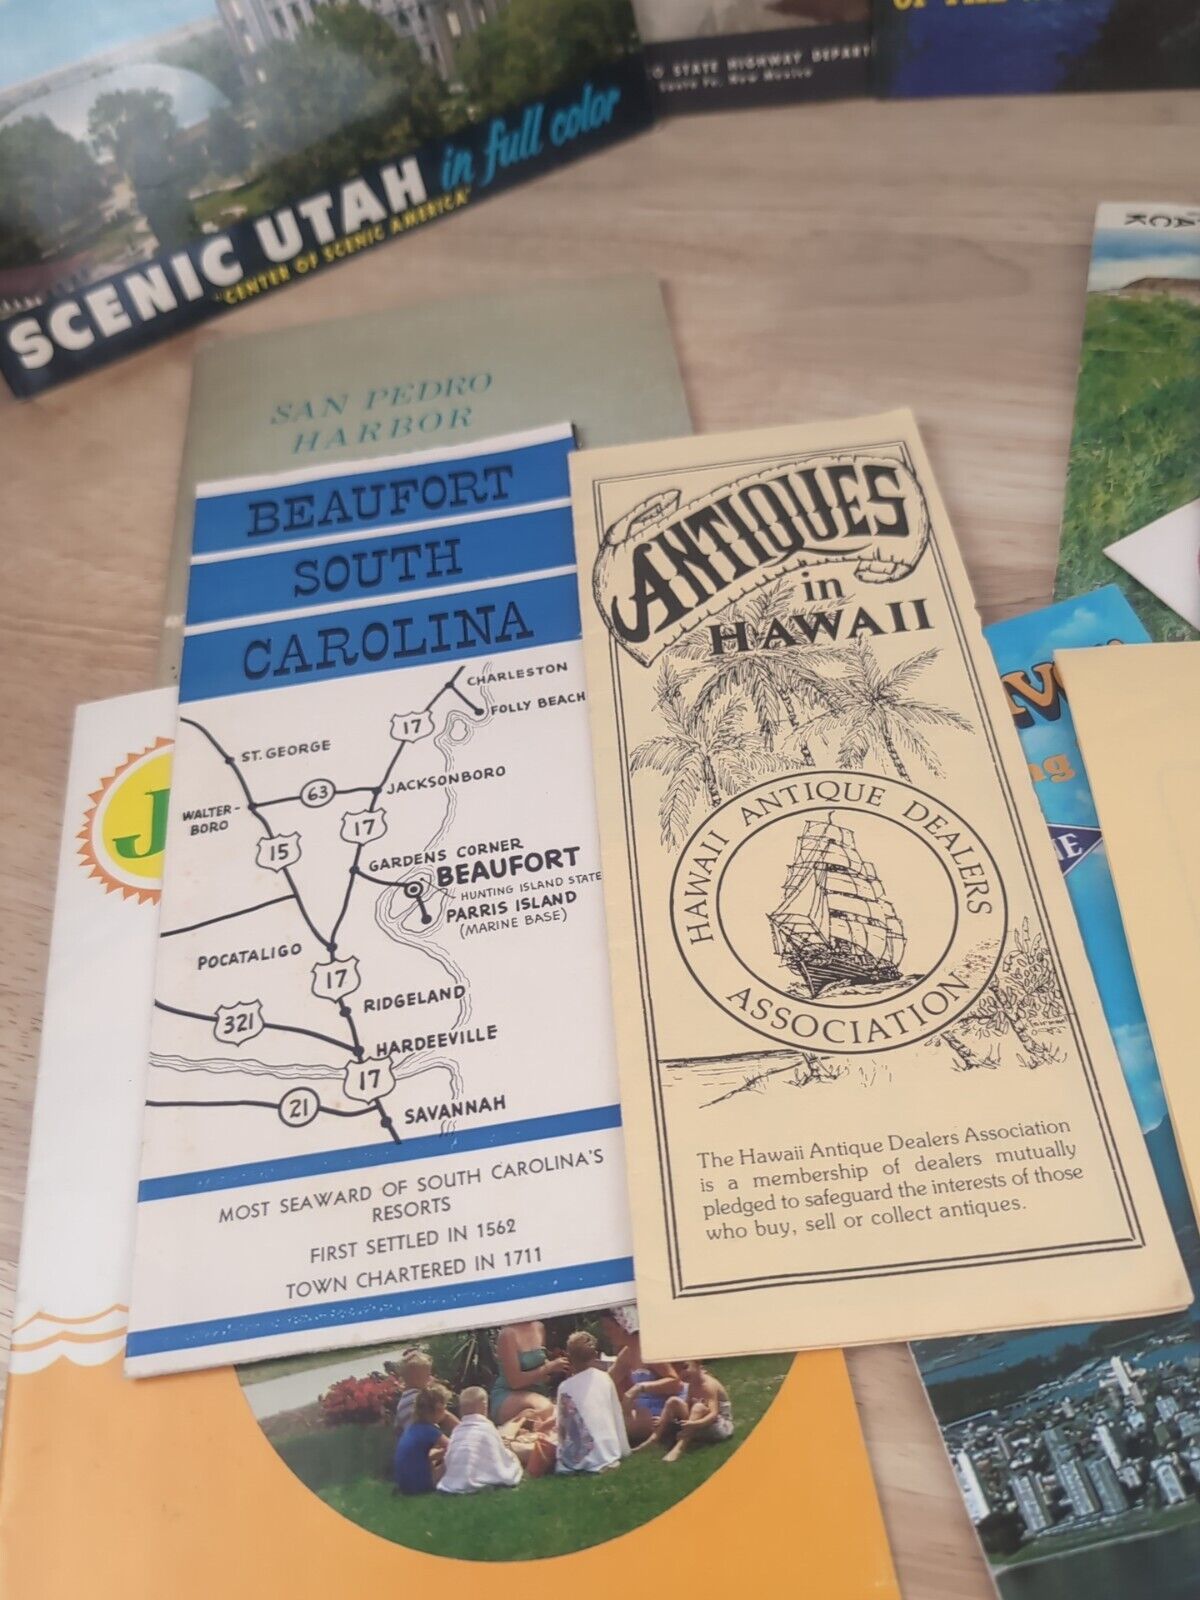 SCENIC UTAH in full color
"CENTER OF SCENIC AMERICA"
STATE HIGHWAY
Santa Fe, New Mexico
OF THE
ACK
SAN PEDRO
HARBOR
BEAUFORT
SOUTH
CAROLINA
CHARLESTON
FOLLY BEACH
17
ST. GEORGE
JACKSONBORO
63
WALTER-
BORO
17
15
GARDENS CORNER
BEAUFORT
HUNTING ISLAND STATE
PARRIS ISLAND
(MARINE BASE)
POCATALIGO
17
RIDGELAND
321
HARDEEVILLE
17
21
SAVANNAH
MOST SEAWARD OF SOUTH CAROLINA'S
RESORTS
FIRST SETTLED IN 1562
TOWN CHARTERED IN 1711
ANTIQUES
in
HAWAII
HAWAII ANTIQUE DEALERS
ASSOCIATION
The Hawaii Antique Dealers Association
is a membership of dealers mutually
pledged to safeguard the interests of those
who buy, sell or collect antiques.
J